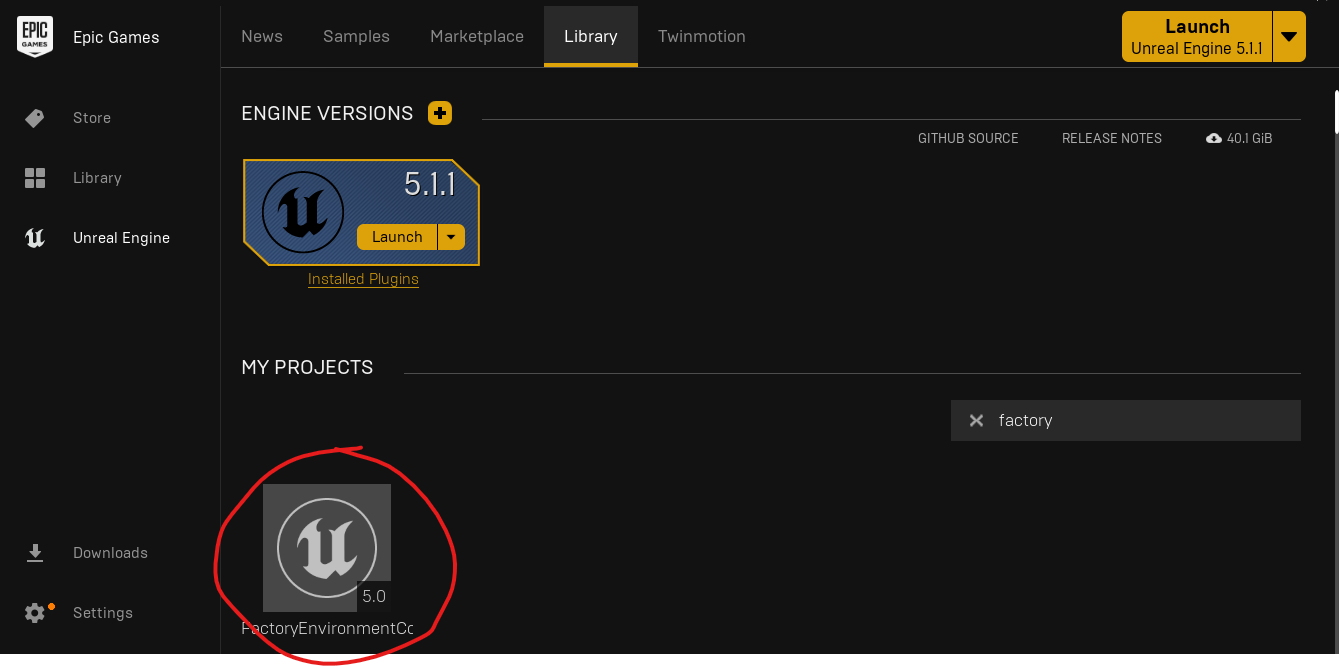 EPIC
GAMES
Epic Games
News
Samples
Marketplace
Library
Twinmotion
Launch
Unreal Engine 5.1.1
Store
Library
Unreal Engine
Downloads
Settings
ENGINE VERSIONS
GITHUB SOURCE
RELEASE NOTES
40.1 GiB
5.1.1
Launch
Installed Plugins
MY PROJECTS
factory
5.0
FactoryEnvironmentCo